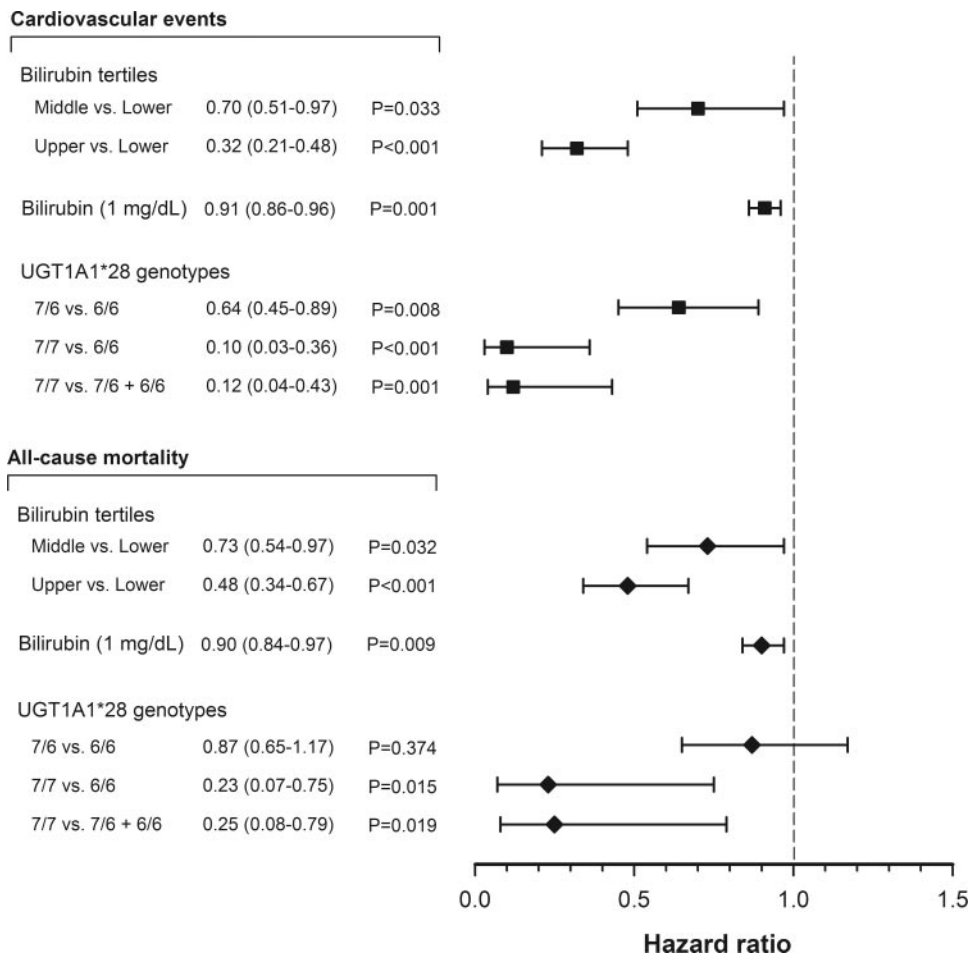 Cardiovascular events
Bilirubin tertiles
Middle vs. Lower 0.70 (0.51-0.97) P=0.033
Upper vs. Lower 0.32 (0.21-0.48) P<0.001
Bilirubin (1 mg/dL) 0.91 (0.86-0.96) P=0.001
UGT1A1*28 genotypes
7/6 vs. 6/6 0.64 (0.45-0.89) P=0.008
7/7 vs. 6/6 0.10 (0.03-0.36) P<0.001
7/7 vs. 7/6 + 6/6 0.12 (0.04-0.43) P=0.001
All-cause mortality
Bilirubin tertiles
Middle vs. Lower 0.73 (0.54-0.97) P=0.032
Upper vs. Lower 0.48 (0.34-0.67) P<0.001
Bilirubin (1 mg/dL) 0.90 (0.84-0.97) P=0.009
UGT1A1*28 genotypes
7/6 vs. 6/6 0.87 (0.65-1.17) P=0.374
7/7 vs. 6/6 0.23 (0.07-0.75) P=0.015
7/7 vs. 7/6 + 6/6 0.25 (0.08-0.79) P=0.019
0.0 0.5 1.0 1.5
Hazard ratio